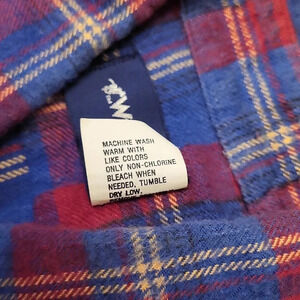 MACHINE WASH
WARM WITH
LIKE COLORS
ONLY NON-CHLORINE
BLEACH WHEN
NEEDED, TUMBLE
DRY LOW.